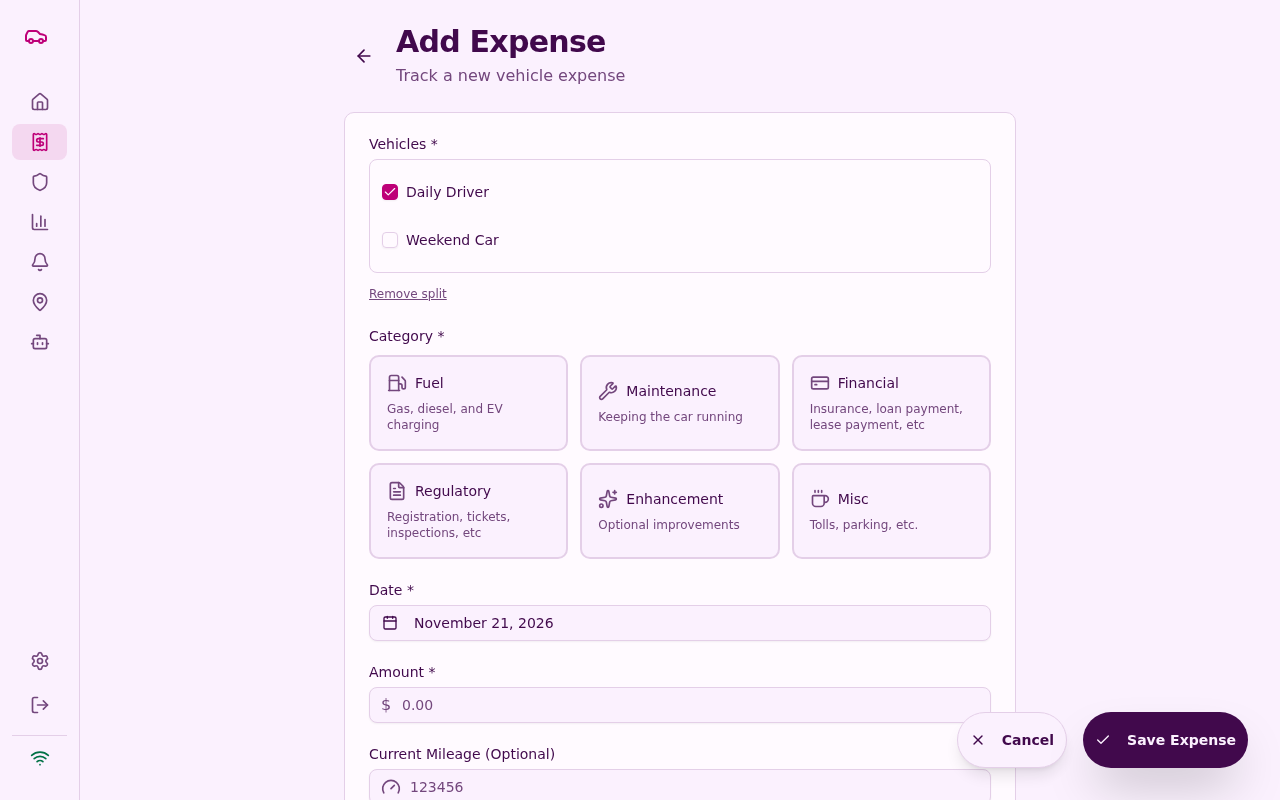 Add Expense
Track a new vehicle expense
Vehicles *
Daily Driver
Weekend Car
Remove split
Category *
Fuel
Gas, diesel, and EV
charging
Maintenance
Keeping the car running
Financial
Insurance, loan payment,
lease payment, etc
Regulatory
Registration, tickets,
inspections, etc
Enhancement
Optional improvements
Misc
Tolls, parking, etc.
Date *
November 21, 2026
Amount *
$ 0.00
Current Mileage (Optional)
123456
Cancel
Save Expense